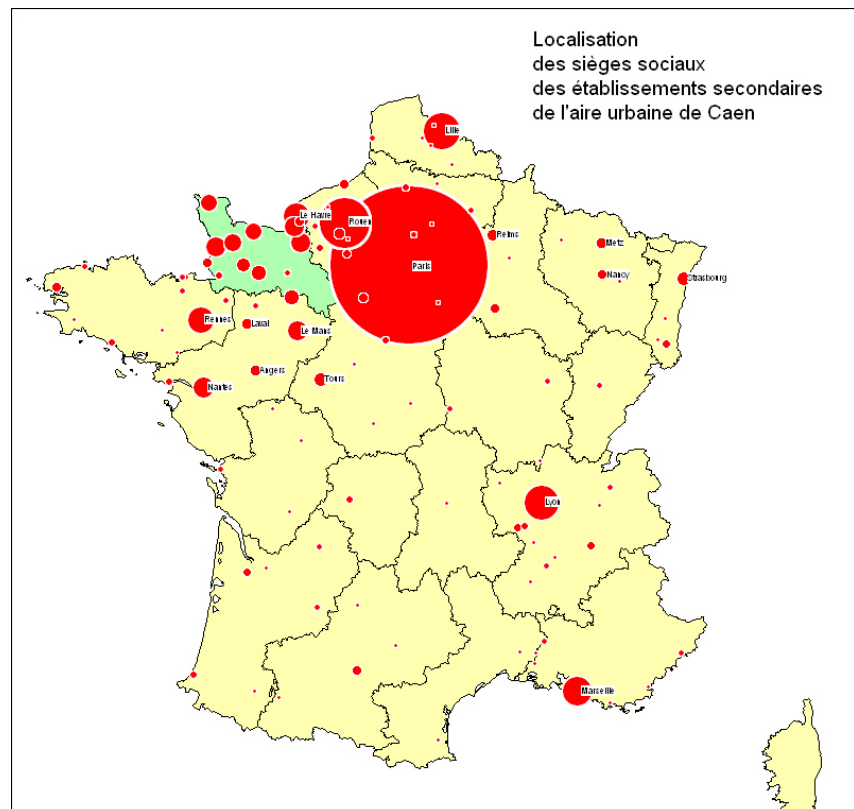 Localisation
des sièges sociaux
des établissements secondaires
de l'aire urbaine de Caen
Lille
Le Havre
Rouen
Reims
Metz
Paris
Nancy
Strasbourg
Rennes
Laval
Le Mans
Angers
Tours
Nantes
Lyon
Marseille